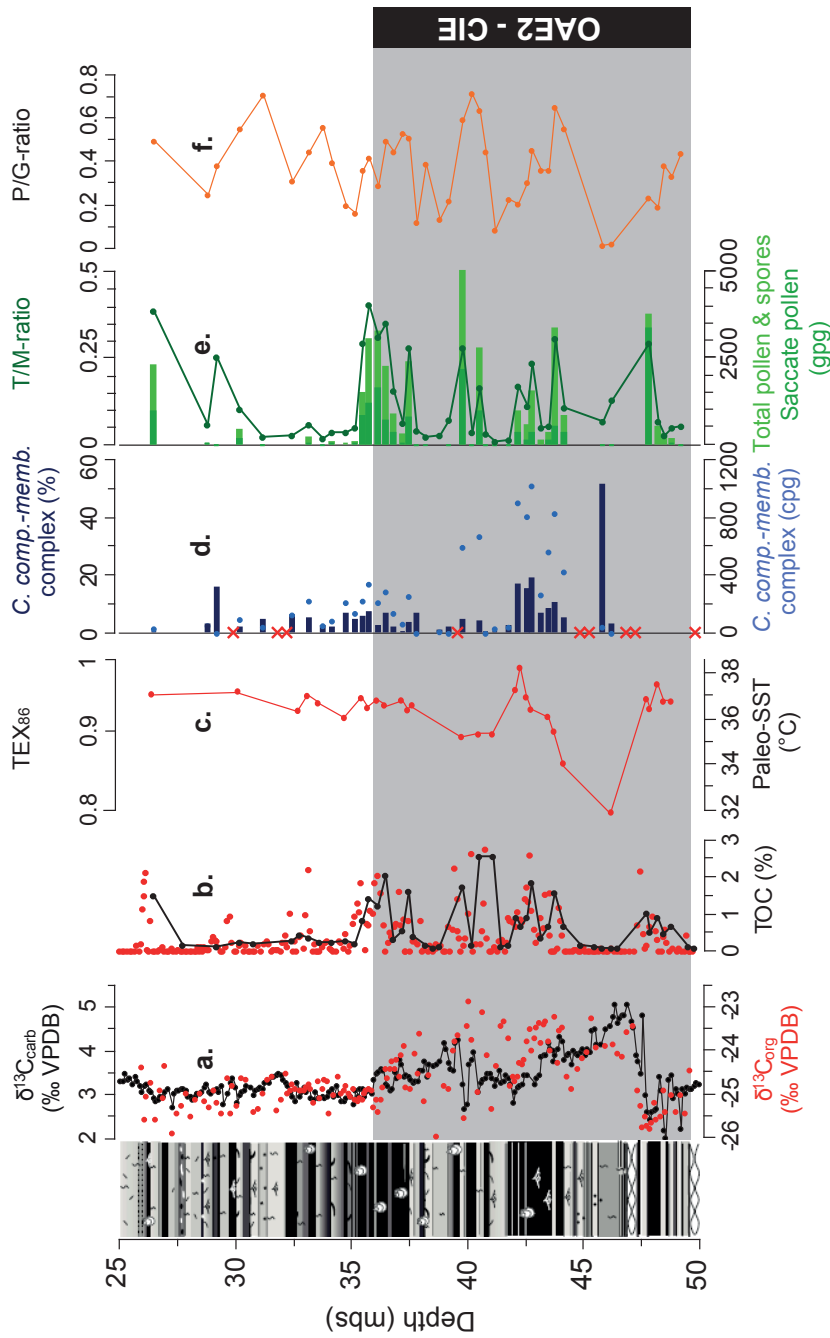 Depth (mbs)
25
30
35
40
45
50
δ13Ccarb
(‰ VPDB)
2 3 4 5
a.
-26 -25 -24 -23
δ13Corg
(‰ VPDB)
b.
0 1 2 3
TOC (%)
TEX86
0.8 0.9 1
c.
32 34 36 38
Paleo-SST
(°C)
C. comp.-memb.
complex (%)
0 20 40 60
d.
0 400 800 1200
C. comp.-memb.
complex (cpg)
T/M-ratio
0 0.25 0.5
e.
0 2500 5000
Total pollen & spores
Saccate pollen
(gpg)
P/G-ratio
0 0.2 0.4 0.6 0.8
f.
OAE2 - CIE